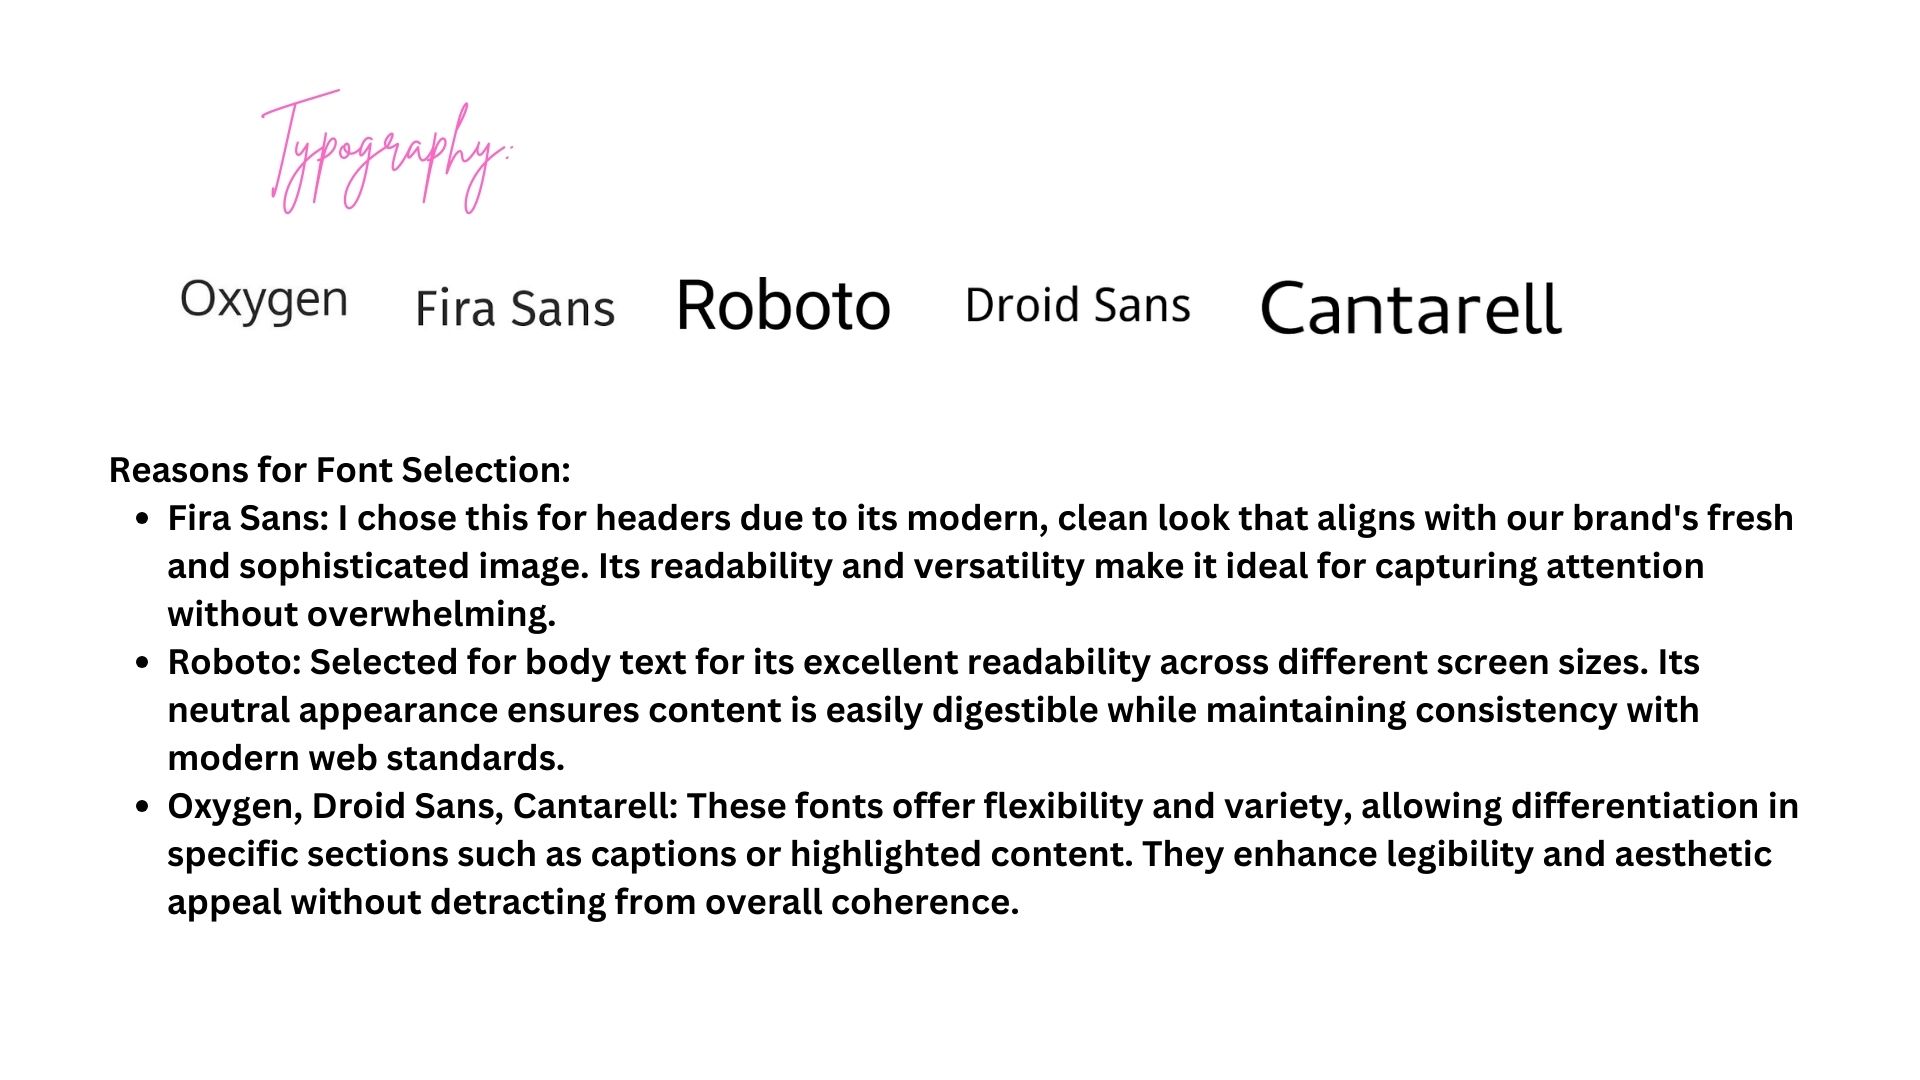 Typography:
Oxygen Fira Sans Roboto Droid Sans Cantarell
Reasons for Font Selection:
• Fira Sans: I chose this for headers due to its modern, clean look that aligns with our brand's fresh
and sophisticated image. Its readability and versatility make it ideal for capturing attention
without overwhelming.
• Roboto: Selected for body text for its excellent readability across different screen sizes. Its
neutral appearance ensures content is easily digestible while maintaining consistency with
modern web standards.
• Oxygen, Droid Sans, Cantarell: These fonts offer flexibility and variety, allowing differentiation in
specific sections such as captions or highlighted content. They enhance legibility and aesthetic
appeal without detracting from overall coherence.